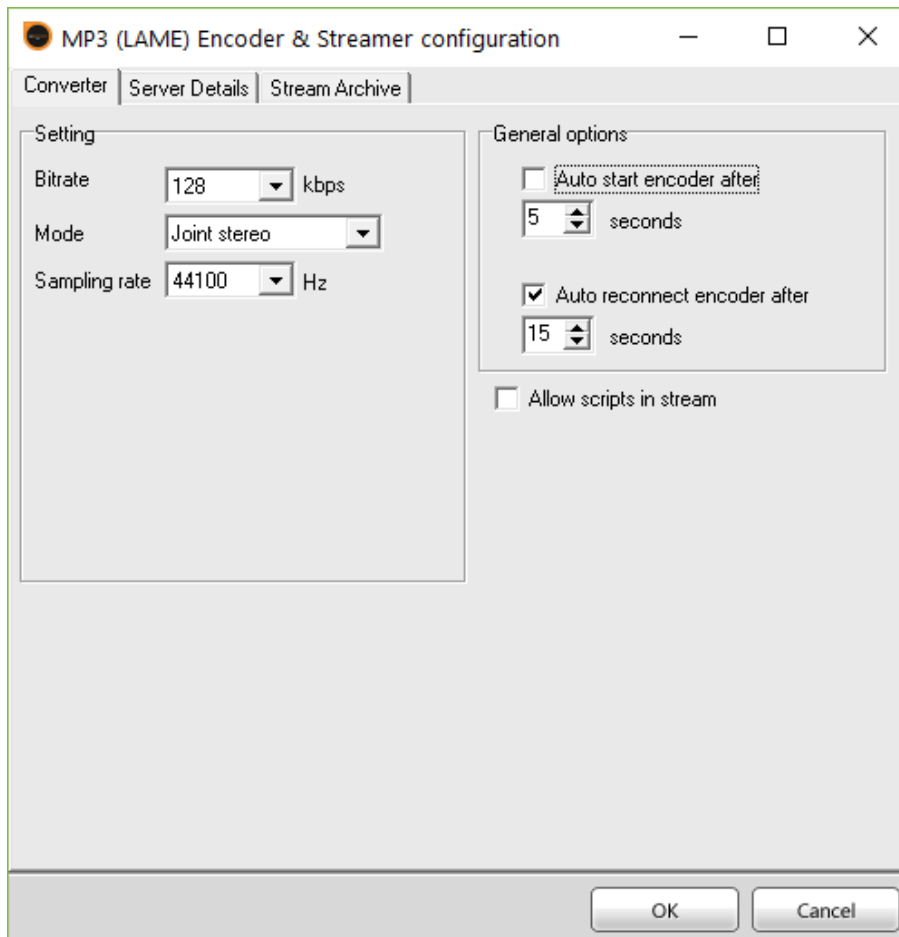 MP3 (LAME) Encoder & Streamer configuration
Converter
Server Details
Stream Archive
Setting
Bitrate
128
kbps
Mode
Joint stereo
Sampling rate
44100
Hz
General options
Auto start encoder after
5
seconds
Auto reconnect encoder after
15
seconds
Allow scripts in stream
OK
Cancel